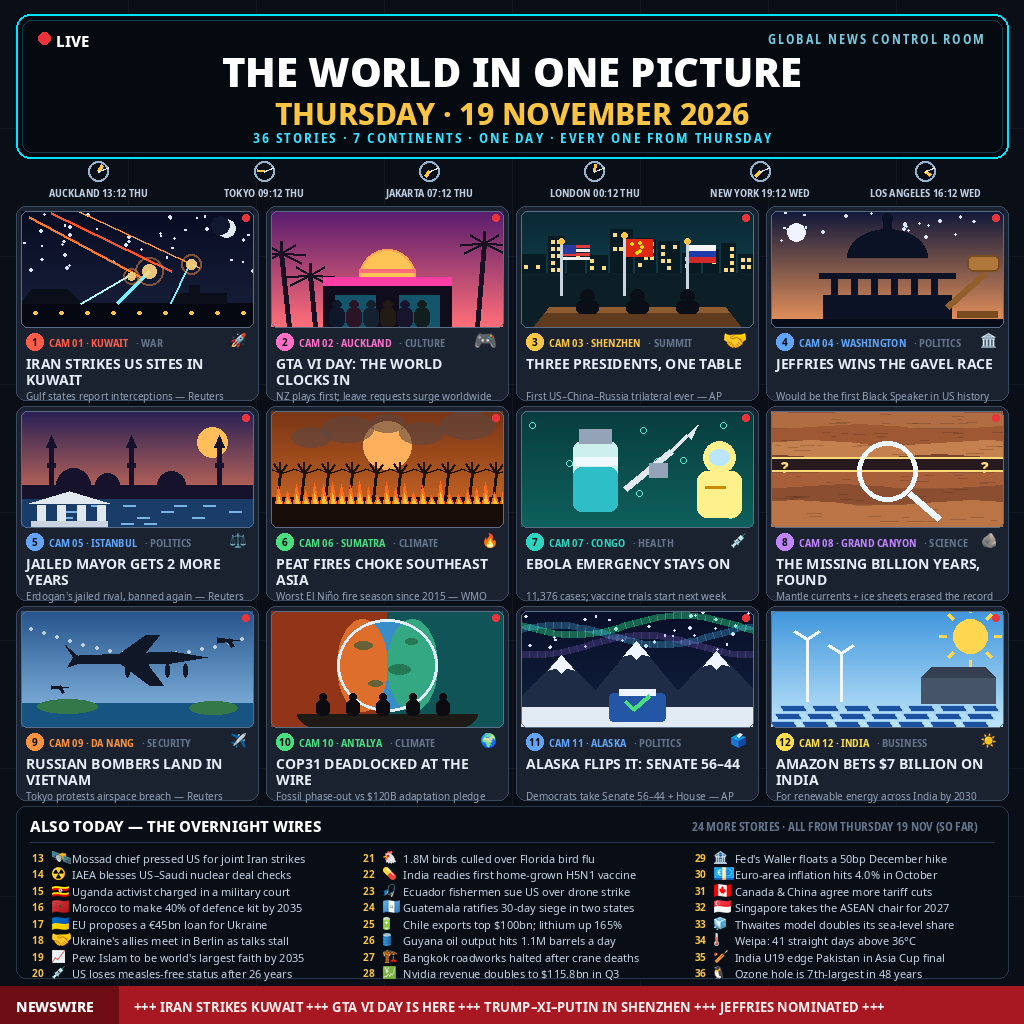 LIVE
GLOBAL NEWS CONTROL ROOM
THE WORLD IN ONE PICTURE
THURSDAY · 19 NOVEMBER 2026
36 STORIES · 7 CONTINENTS · ONE DAY · EVERY ONE FROM THURSDAY
AUCKLAND 13:12 THU
TOKYO 09:12 THU
JAKARTA 07:12 THU
LONDON 00:12 THU
NEW YORK 19:12 WED
LOS ANGELES 16:12 WED
1 CAM 01 · KUWAIT · WAR
IRAN STRIKES US SITES IN
KUWAIT
Gulf states report interceptions — Reuters
2 CAM 02 · AUCKLAND · CULTURE
GTA VI DAY: THE WORLD
CLOCKS IN
NZ plays first; leave requests surge worldwide
3 CAM 03 · SHENZHEN · SUMMIT
THREE PRESIDENTS, ONE TABLE
First US–China–Russia trilateral ever — AP
4 CAM 04 · WASHINGTON · POLITICS
JEFFRIES WINS THE GAVEL RACE
Would be the first Black Speaker in US history
5 CAM 05 · ISTANBUL · POLITICS
JAILED MAYOR GETS 2 MORE
YEARS
Erdogan's jailed rival, banned again — Reuters
6 CAM 06 · SUMATRA · CLIMATE
PEAT FIRES CHOKE SOUTHEAST
ASIA
Worst El Niño fire season since 2015 — WMO
7 CAM 07 · CONGO · HEALTH
EBOLA EMERGENCY STAYS ON
11,376 cases; vaccine trials start next week
? ?
8 CAM 08 · GRAND CANYON · SCIENCE
THE MISSING BILLION YEARS,
FOUND
Mantle currents + ice sheets erased the record
9 CAM 09 · DA NANG · SECURITY
RUSSIAN BOMBERS LAND IN
VIETNAM
Tokyo protests airspace breach — Reuters
10 CAM 10 · ANTALYA · CLIMATE
COP31 DEADLOCKED AT THE
WIRE
Fossil phase-out vs $120B adaptation pledge
11 CAM 11 · ALASKA · POLITICS
ALASKA FLIPS IT: SENATE 56–44
Democrats take Senate 56–44 + House — AP
12 CAM 12 · INDIA · BUSINESS
AMAZON BETS $7 BILLION ON
INDIA
For renewable energy across India by 2030
ALSO TODAY — THE OVERNIGHT WIRES
24 MORE STORIES · ALL FROM THURSDAY 19 NOV (SO FAR)
13 Mossad chief pressed US for joint Iran strikes
14 IAEA blesses US–Saudi nuclear deal checks
15 Uganda activist charged in a military court
16 Morocco to make 40% of defence kit by 2035
17 EU proposes a €45bn loan for Ukraine
18 Ukraine's allies meet in Berlin as talks stall
19 Pew: Islam to be world's largest faith by 2035
20 US loses measles-free status after 26 years
21 1.8M birds culled over Florida bird flu
22 India readies first home-grown H5N1 vaccine
23 Ecuador fishermen sue US over drone strike
24 Guatemala ratifies 30-day siege in two states
25 Chile exports top $100bn; lithium up 165%
26 Guyana oil output hits 1.1M barrels a day
27 Bangkok roadworks halted after crane deaths
28 Nvidia revenue doubles to $115.8bn in Q3
29 Fed's Waller floats a 50bp December hike
30 Euro-area inflation hits 4.0% in October
31 Canada & China agree more tariff cuts
32 Singapore takes the ASEAN chair for 2027
33 Thwaites model doubles its sea-level share
34 Weipa: 41 straight days above 36°C
35 India U19 edge Pakistan in Asia Cup final
36 Ozone hole is 7th-largest in 48 years
NEWSWIRE
+++ IRAN STRIKES KUWAIT +++ GTA VI DAY IS HERE +++ TRUMP–XI–PUTIN IN SHENZHEN +++ JEFFRIES NOMINATED +++